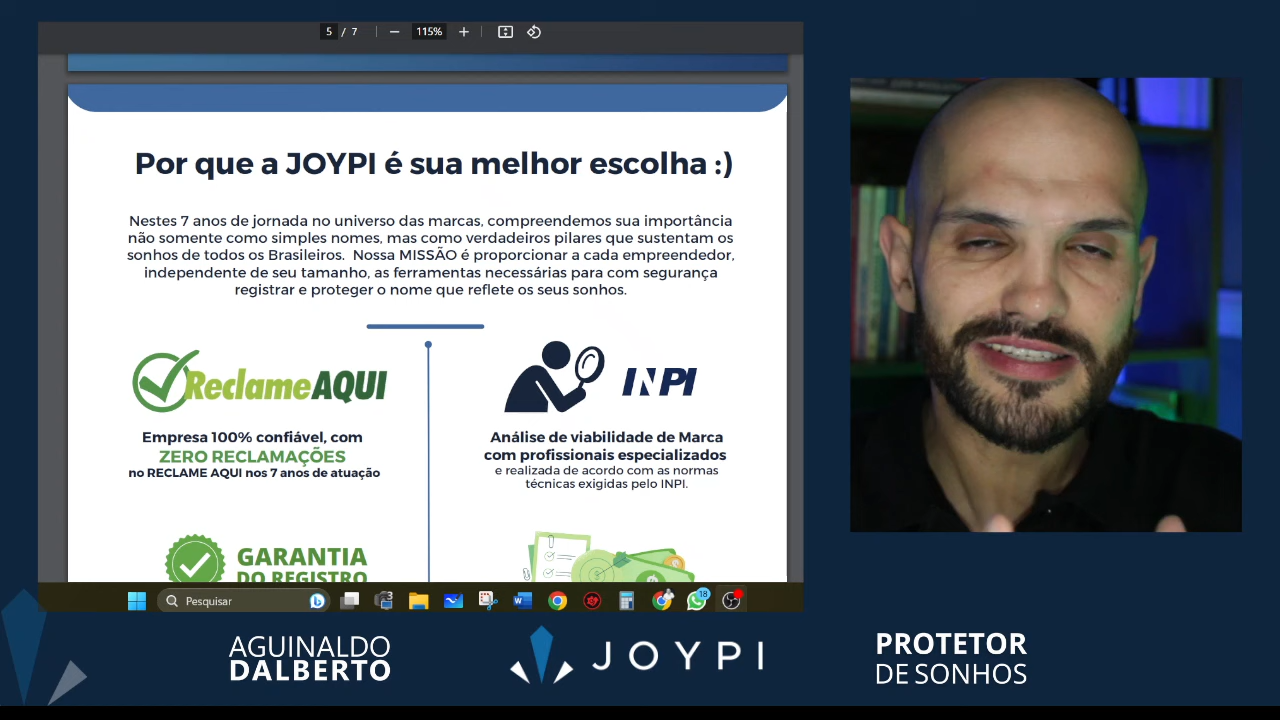 5 / 7
115%
Por que a JOYPI é sua melhor escolha :)
Nestes 7 anos de jornada no universo das marcas, compreendemos sua importância
não somente como simples nomes, mas como verdadeiros pilares que sustentam os
sonhos de todos os Brasileiros. Nossa MISSÃO é proporcionar a cada empreendedor,
independente de seu tamanho, as ferramentas necessárias para com segurança
registrar e proteger o nome que reflete os seus sonhos.
ReclameAQUI
Empresa 100% confiável, com
ZERO RECLAMAÇÕES
no RECLAME AQUI nos 7 anos de atuação
INPI
Análise de viabilidade de Marca
com profissionais especializados
e realizada de acordo com as normas
técnicas exigidas pelo INPI.
GARANTIA
DO REGISTRO
Pesquisar
18
AGUINALDO
DALBERTO
JOYPI
PROTETOR
DE SONHOS